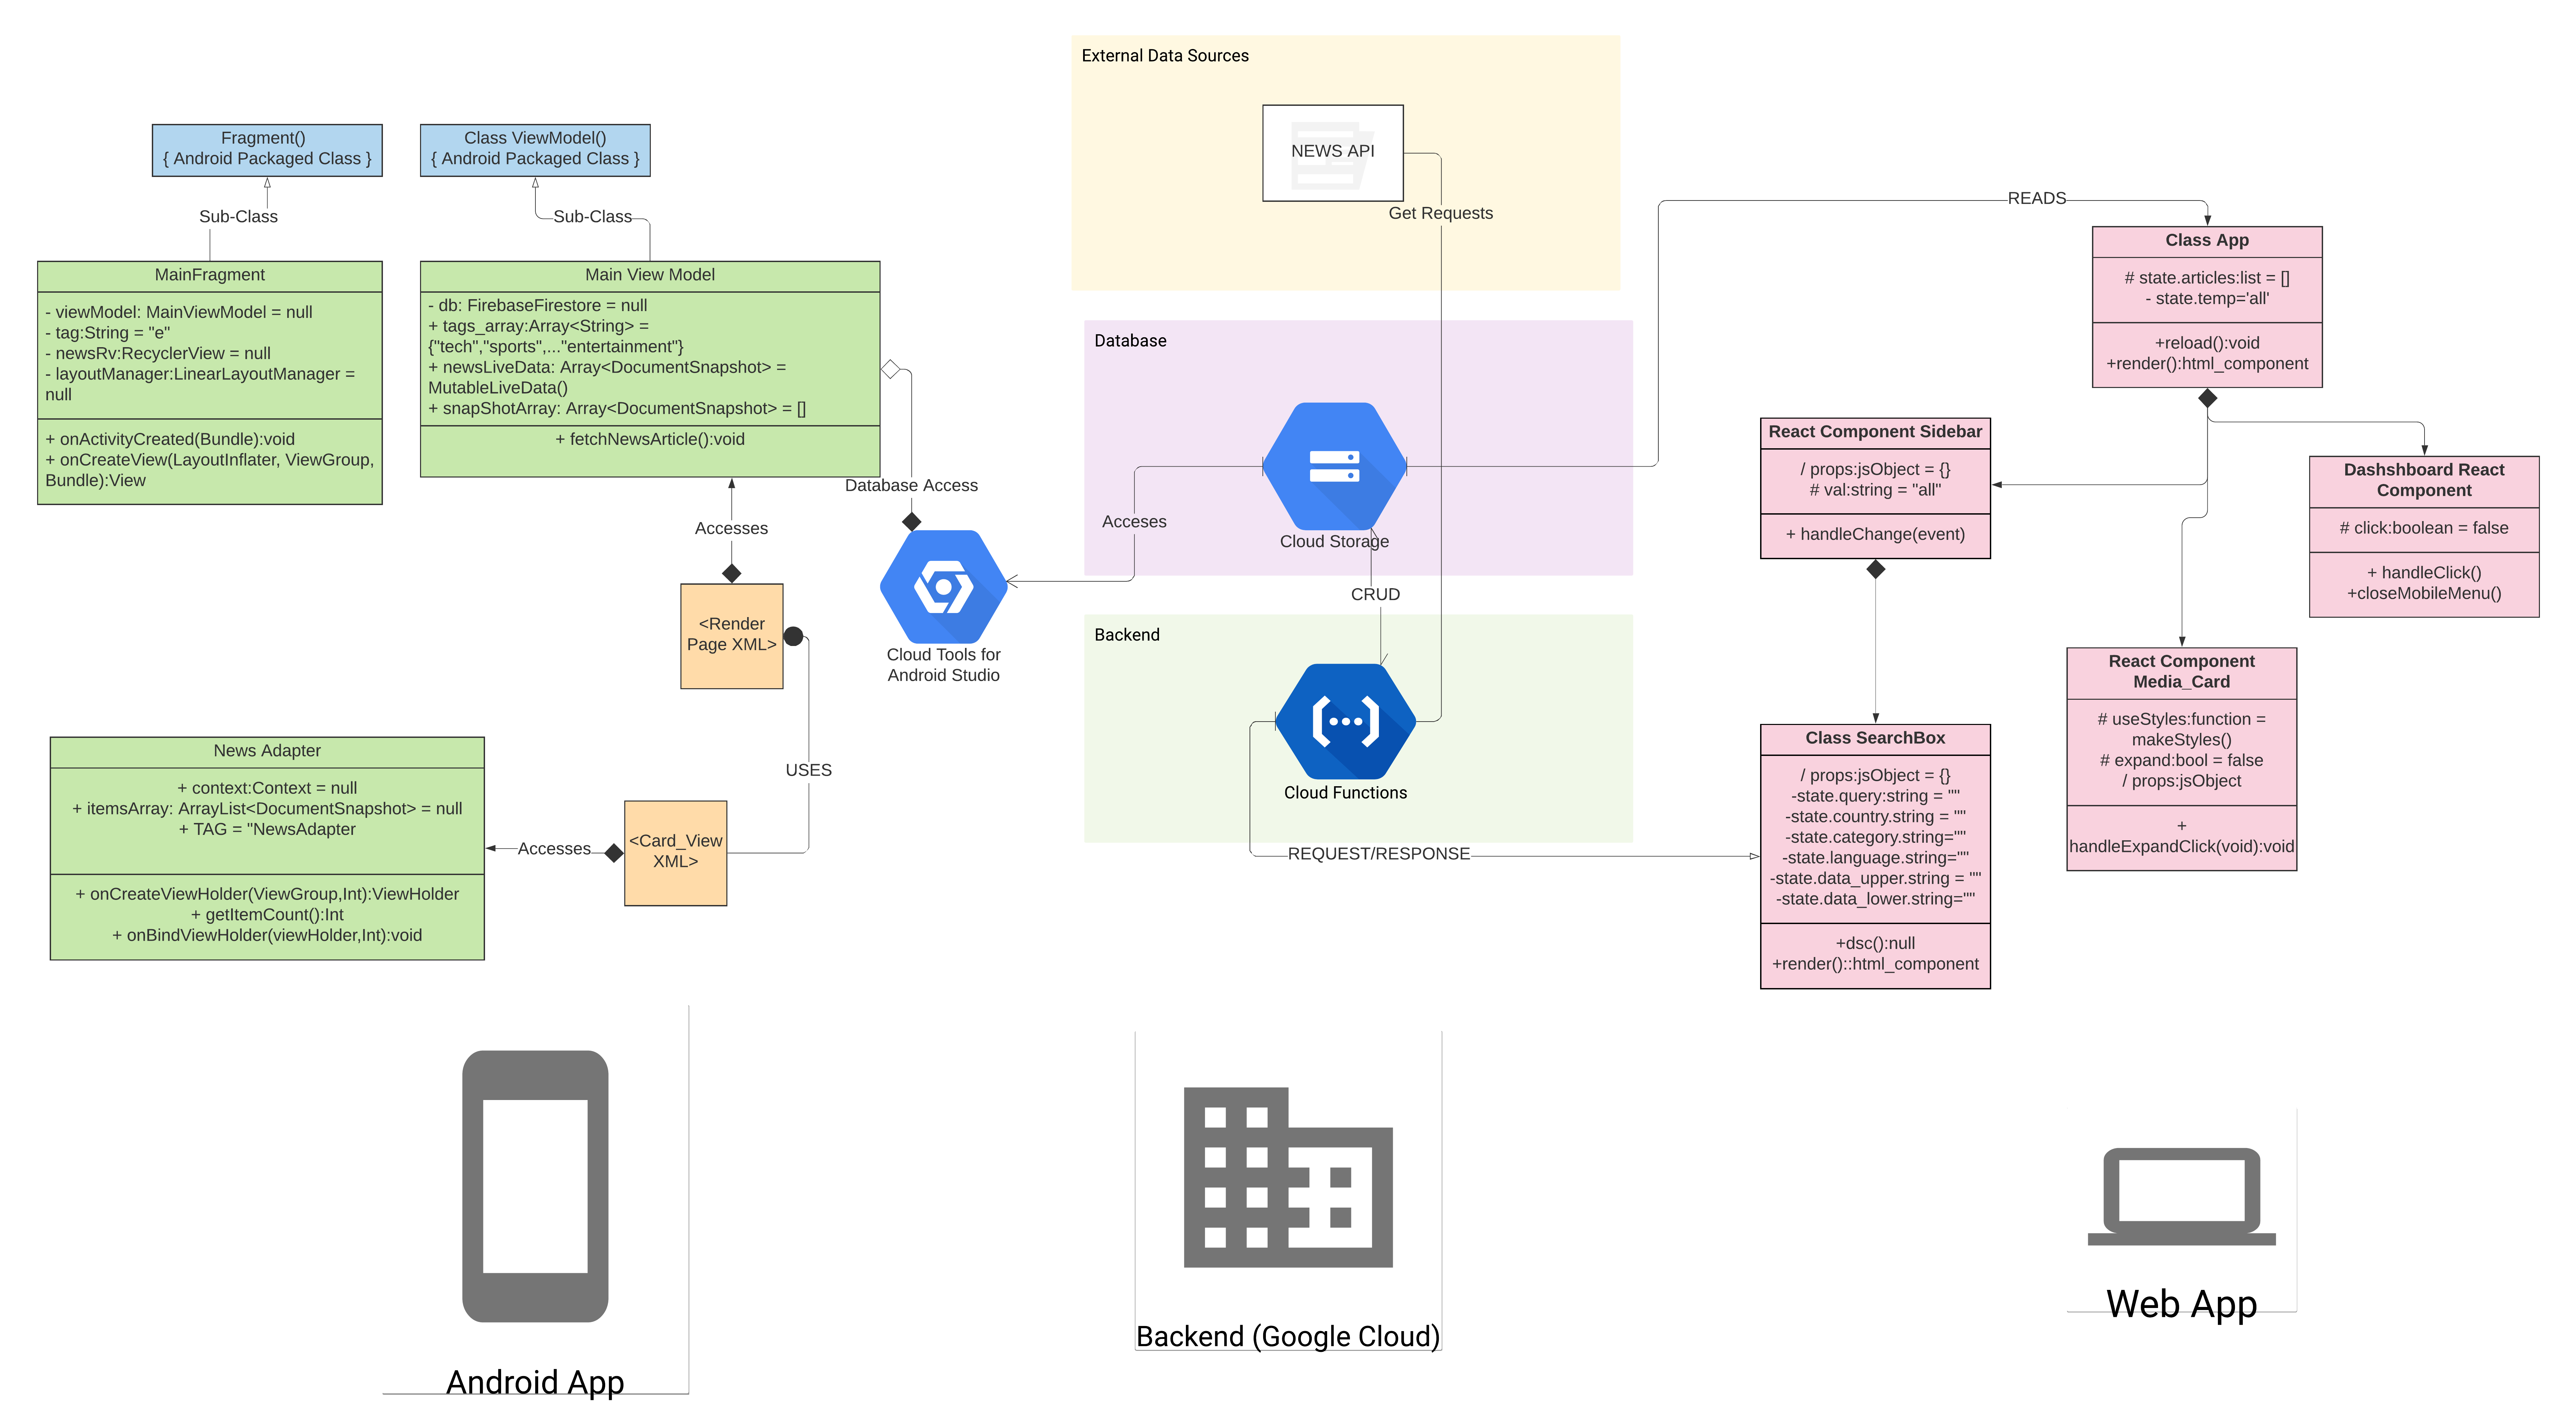 External Data Sources
NEWS API
Get Requests
Fragment()
{ Android Packaged Class }
Class ViewModel()
{ Android Packaged Class }
Sub-Class
Sub-Class
MainFragment
- viewModel: MainViewModel = null
- tag:String = "e"
- newsRv:RecyclerView = null
- layoutManager:LinearLayoutManager =
null
+ onActivityCreated(Bundle):void
+ onCreateView(LayoutInflater, ViewGroup,
Bundle):View
Main View Model
- db: FirebaseFirestore = null
+ tags_array:Array<String> =
{"tech","sports",..."entertainment"}
+ newsLiveData: Array<DocumentSnapshot> =
MutableLiveData()
+ snapShotArray: Array<DocumentSnapshot> = []
+ fetchNewsArticle():void
Database Access
Accesses
<Render
Page XML>
Cloud Tools for
Android Studio
USES
News Adapter
+ context:Context = null
+ itemsArray: ArrayList<DocumentSnapshot> = null
+ TAG = "NewsAdapter
+ onCreateViewHolder(ViewGroup,Int):ViewHolder
+ getItemCount():Int
+ onBindViewHolder(viewHolder,Int):void
Accesses
<Card_View
XML>
Database
Acceses
Cloud Storage
CRUD
Backend
Cloud Functions
REQUEST/RESPONSE
READS
Class App
# state.articles:list = []
- state.temp='all'
+reload():void
+render():html_component
React Component Sidebar
/ props:jsObject = {}
# val:string = "all"
+ handleChange(event)
Dashshboard React
Component
# click:boolean = false
+ handleClick()
+closeMobileMenu()
React Component
Media_Card
# useStyles:function =
makeStyles()
# expand:bool = false
/ props:jsObject
+
handleExpandClick(void):void
Class SearchBox
/ props:jsObject = {}
-state.query:string = ""
-state.country.string = ""
-state.category.string=""
-state.language.string=""
-state.data_upper.string = ""
-state.data_lower.string=""
+dsc():null
+render()::html_component
Android App
Backend (Google Cloud)
Web App